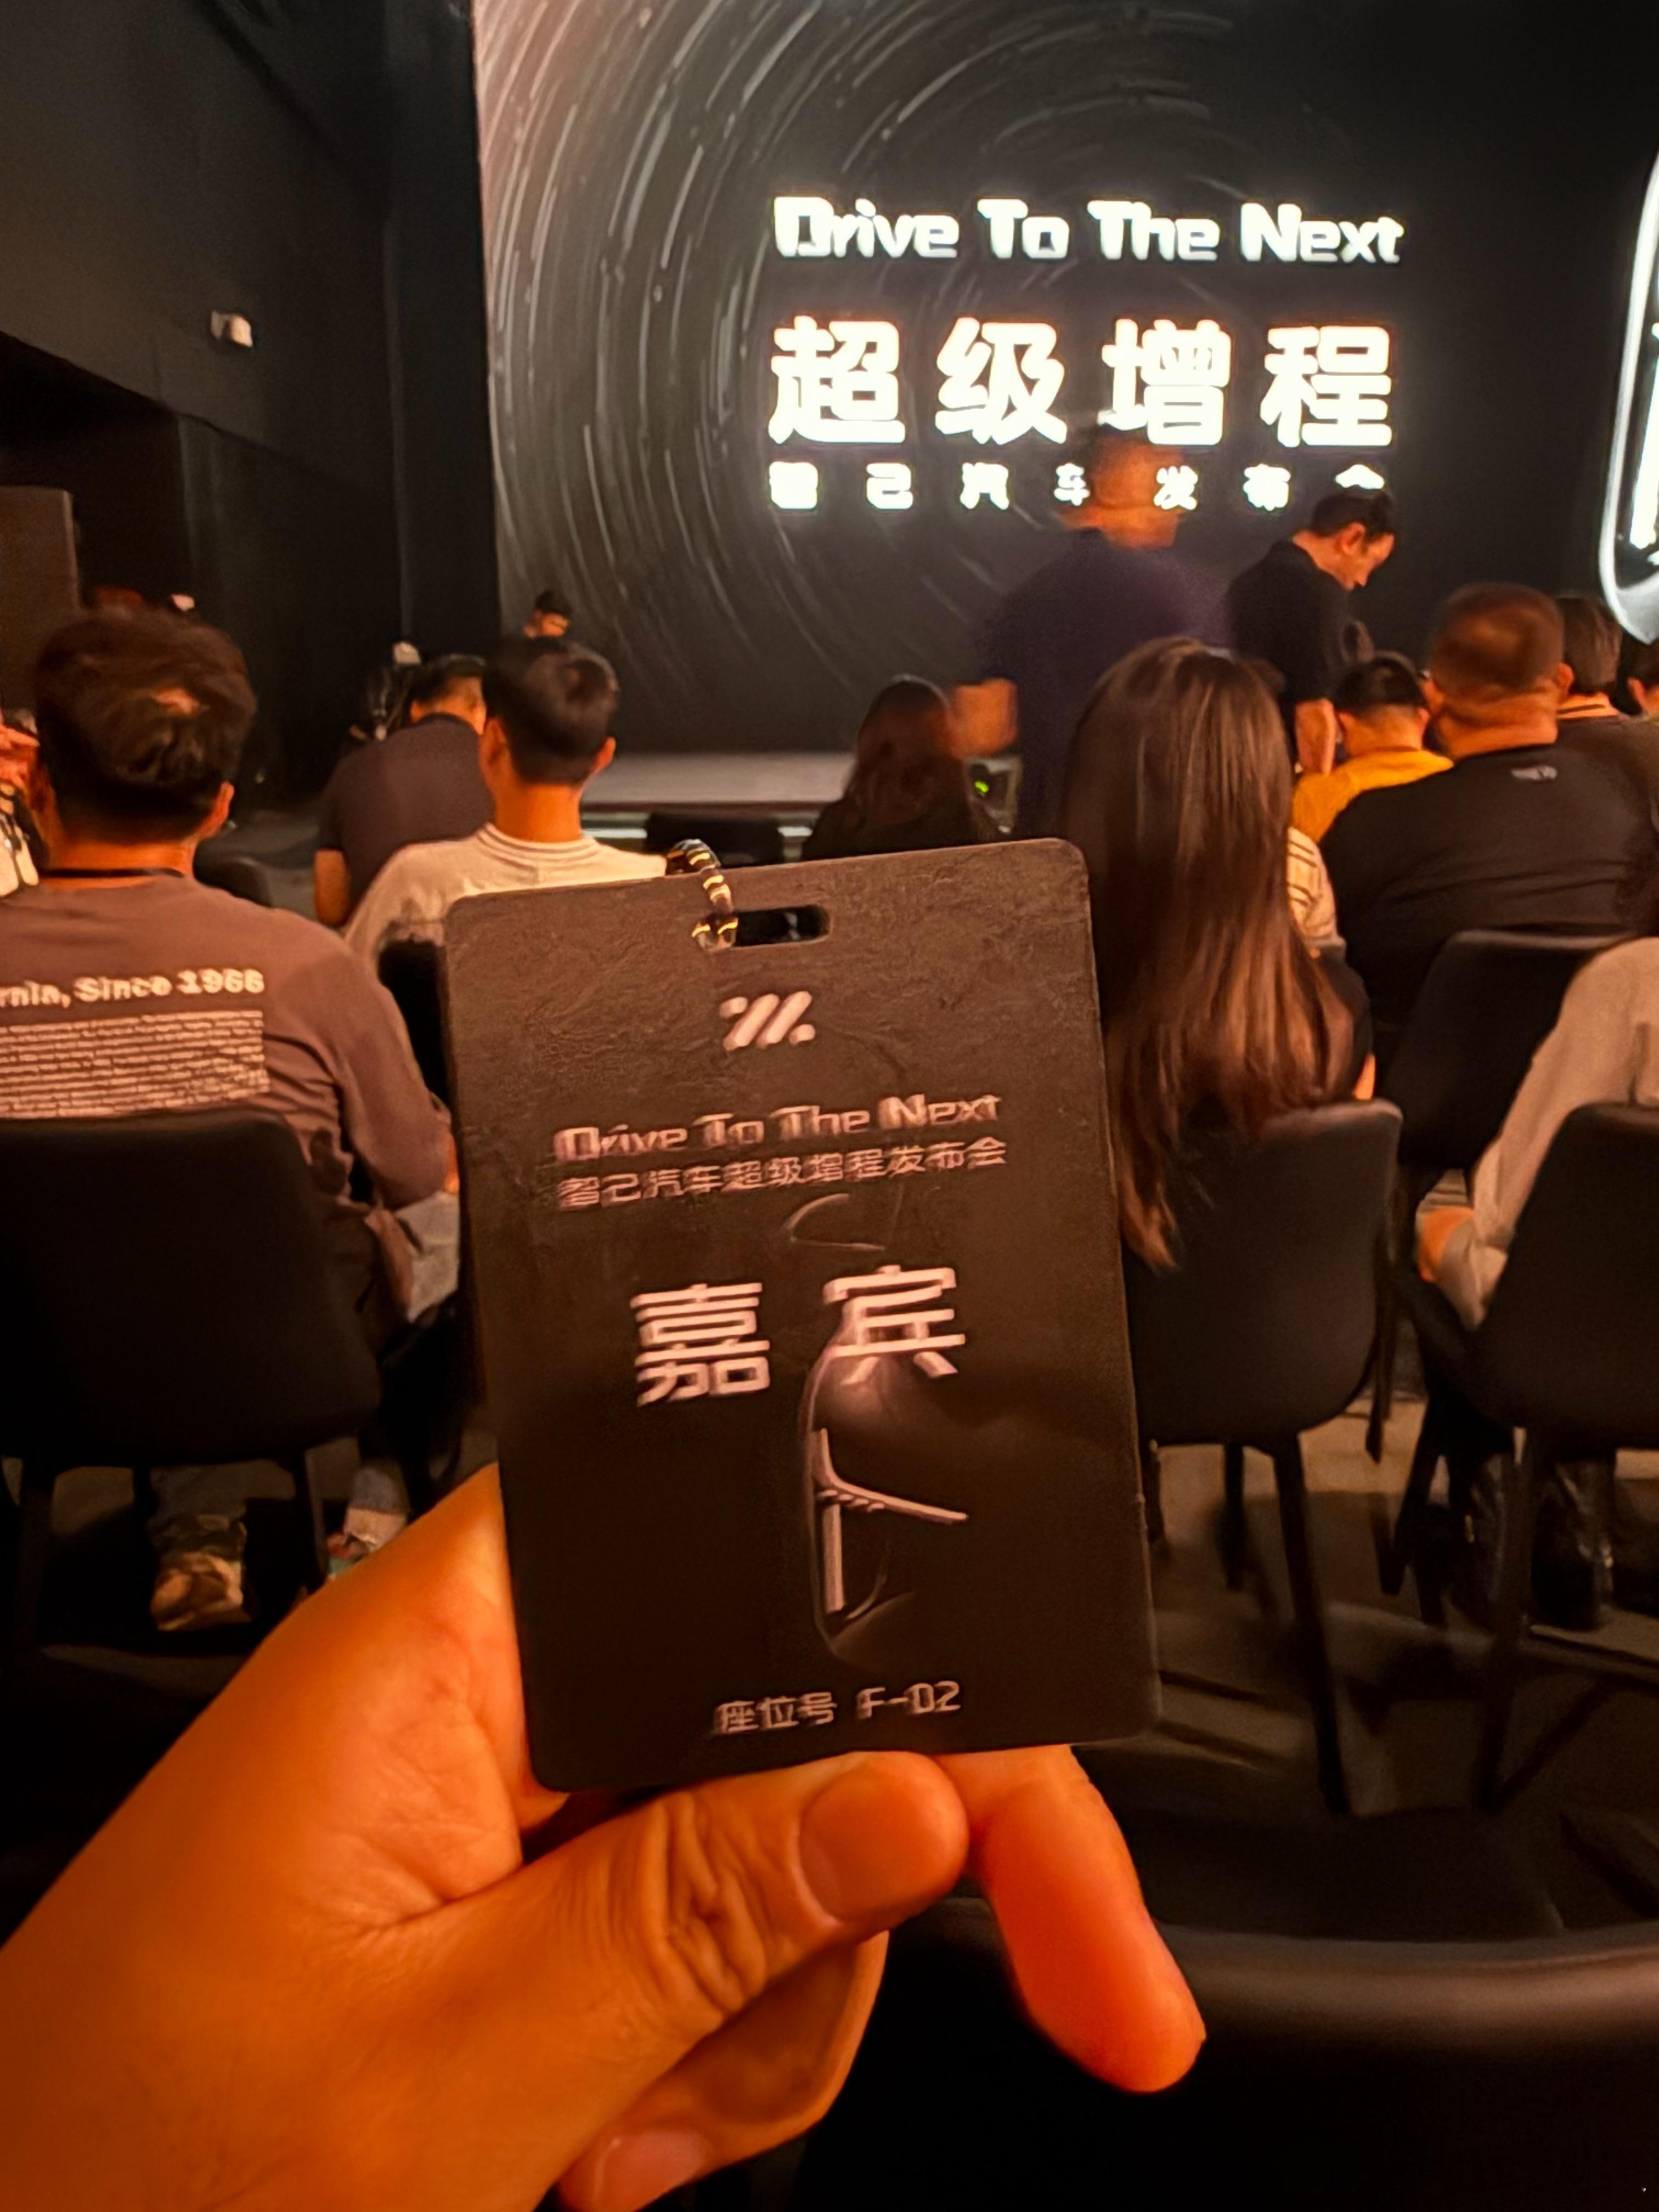 Drive To The Next
超级增程
智己汽车发布会
rnia, Since 1966
Drive To The Next
智己汽车超级增程发布会
嘉宾
座位号 F-02